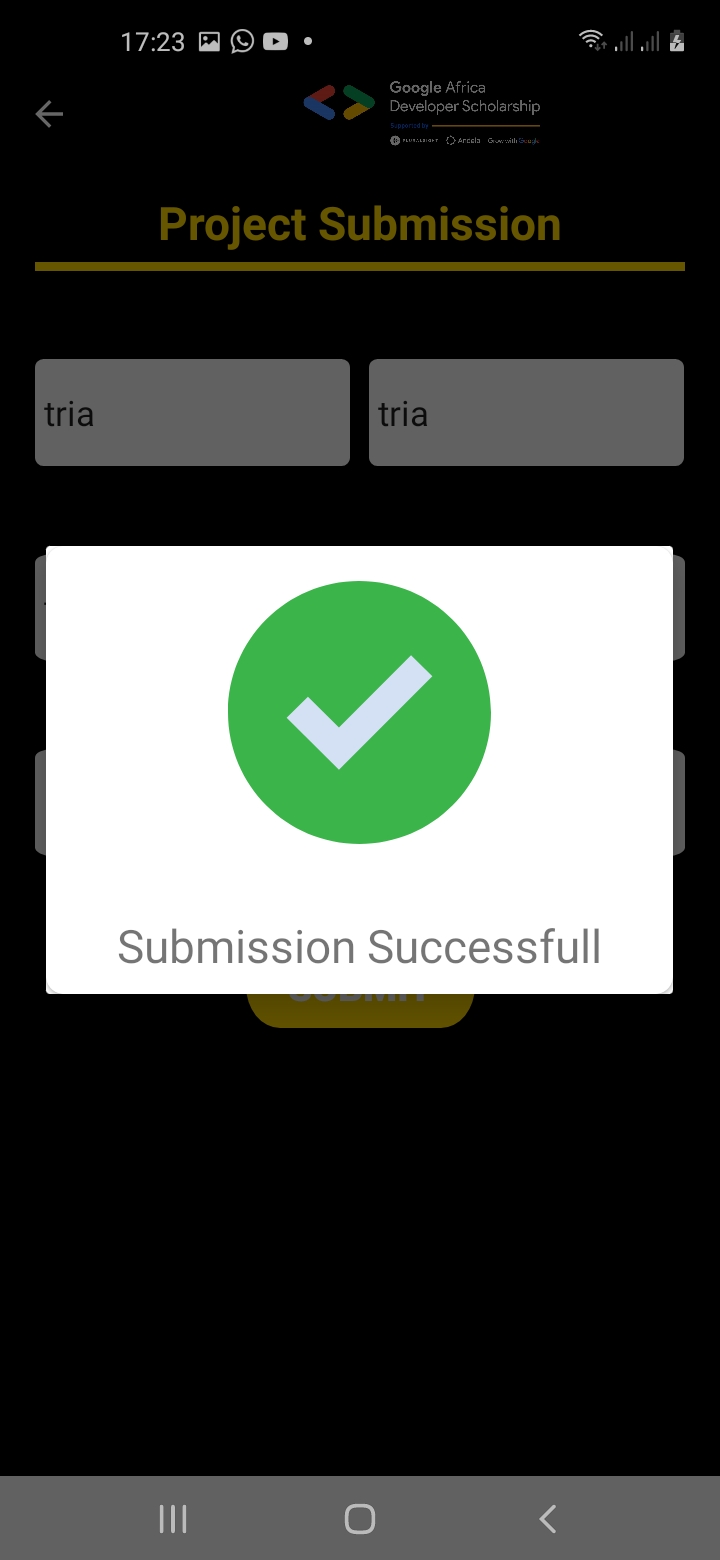 17:23
Google Africa
Developer Scholarship
Supported by
PLURALSIGHT Andela Grow with Google
Project Submission
tria tria
Submission Successfull
SUBMIT